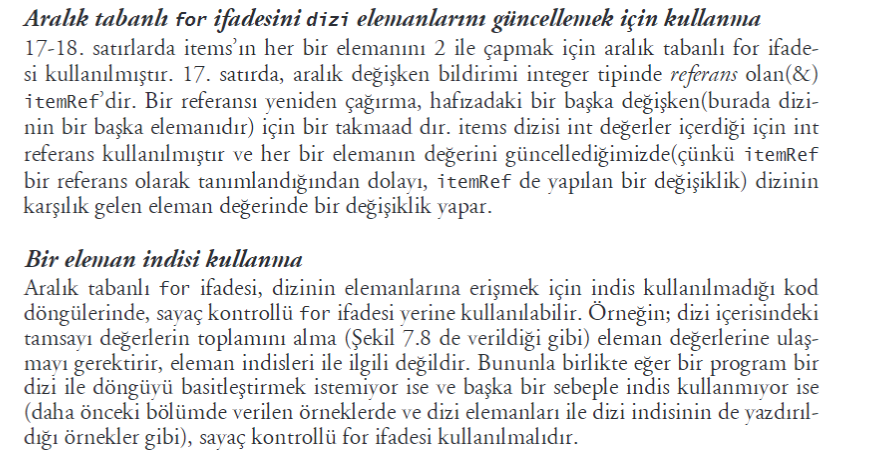 Aralık tabanlı for ifadesini dizi elemanlarını güncellemek için kullanma
17-18. satırlarda items’ın her bir elemanını 2 ile çapmak için aralık tabanlı for ifade-
si kullanılmıştır. 17. satırda, aralık değişken bildirimi integer tipinde referans olan(&)
itemRef’dir. Bir referansı yeniden çağırma, hafızadaki bir başka değişken(burada dizi-
nin bir başka elemanıdır) için bir takmaad dır. items dizisi int değerler içerdiği için int
referans kullanılmıştır ve her bir elemanın değerini güncellediğimizde(çünkü itemRef
bir referans olarak tanımlandığından dolayı, itemRef de yapılan bir değişiklik) dizinin
karşılık gelen eleman değerinde bir değişiklik yapar.
Bir eleman indisi kullanma
Aralık tabanlı for ifadesi, dizinin elemanlarına erişmek için indis kullanılmadığı kod
döngülerinde, sayaç kontrollü for ifadesi yerine kullanılabilir. Örneğin; dizi içerisindeki
tamsayı değerlerin toplamını alma (Şekil 7.8 de verildiği gibi) eleman değerlerine ulaş-
mayı gerektirir, eleman indisleri ile ilgili değildir. Bununla birlikte eğer bir program bir
dizi ile döngüyü basitleştirmek istemiyor ise ve başka bir sebeple indis kullanmıyor ise
(daha önceki bölümde verilen örneklerde ve dizi elemanları ile dizi indisinin de yazdırıl-
dığı örnekler gibi), sayaç kontrollü for ifadesi kullanılmalıdır.